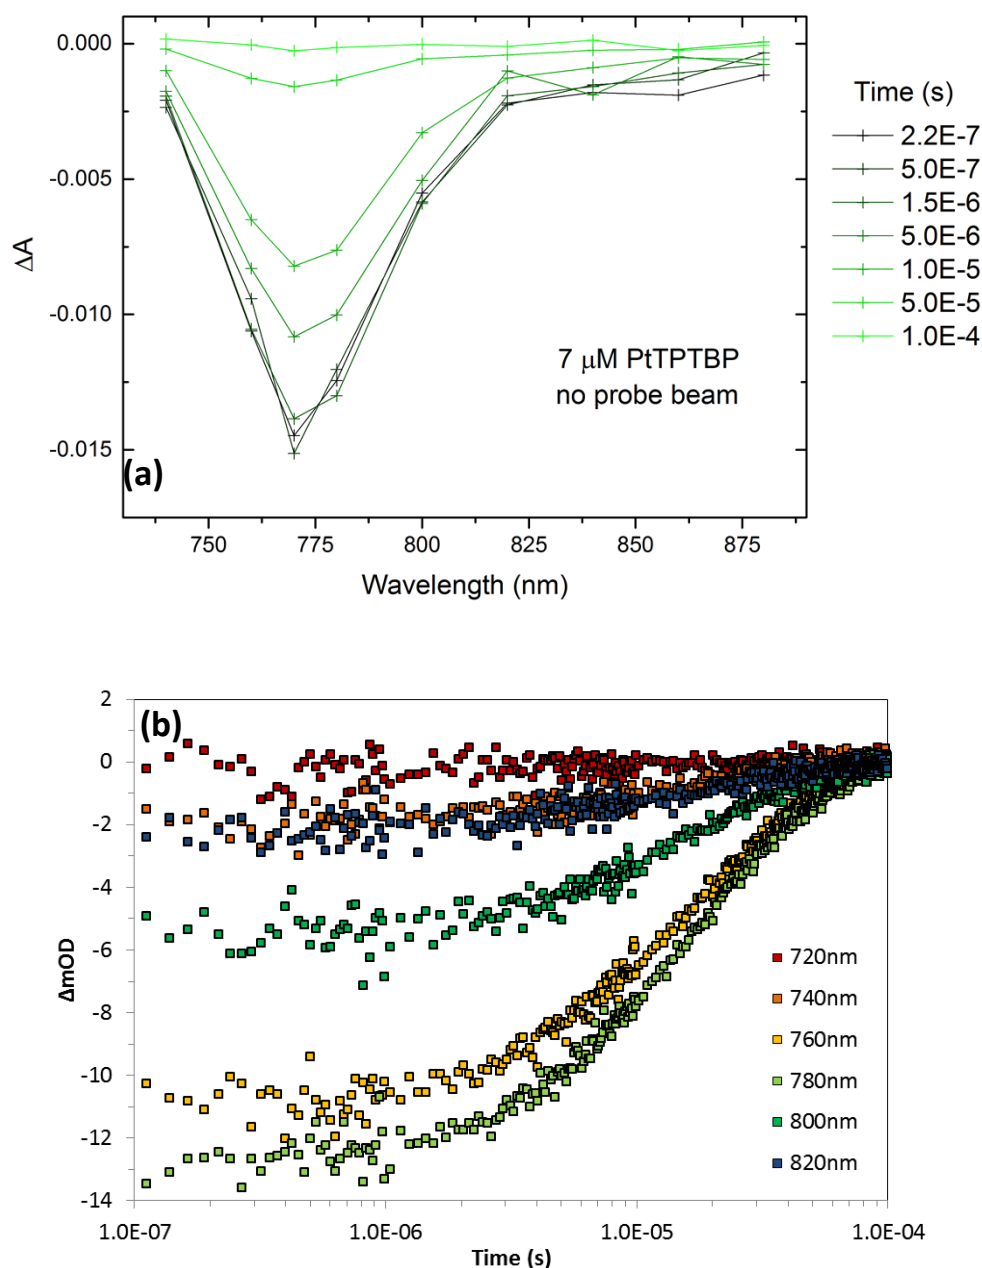 0.000
-0.005
-0.010
-0.015
ΔA
(a)
7 μM PtTPTBP
no probe beam
750
775
800
825
850
875
Wavelength (nm)
Time (s)
2.2E-7
5.0E-7
1.5E-6
5.0E-6
1.0E-5
5.0E-5
1.0E-4
(b)
2
0
-2
-4
-6
-8
-10
-12
-14
ΔmOD
720nm
740nm
760nm
780nm
800nm
820nm
1.0E-07
1.0E-06
1.0E-05
1.0E-04
Time (s)